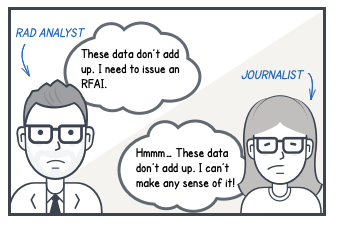 RAD ANALYST
These data don't add
up. I need to issue an
RFAI.
JOURNALIST
Hmmm... These data
don't add up. I can't
make any sense of it!